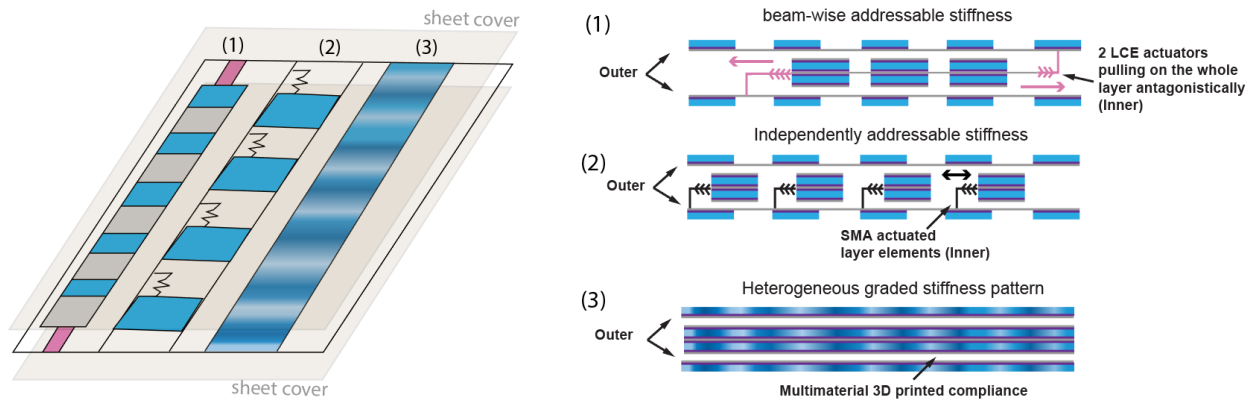 sheet cover
(1)
(2)
(3)
sheet cover
(1)
beam-wise addressable stiffness
Outer
2 LCE actuators
pulling on the whole
layer antagonistically
(Inner)
(2)
Independently addressable stiffness
Outer
SMA actuated
layer elements (Inner)
(3)
Heterogeneous graded stiffness pattern
Outer
Multimaterial 3D printed compliance